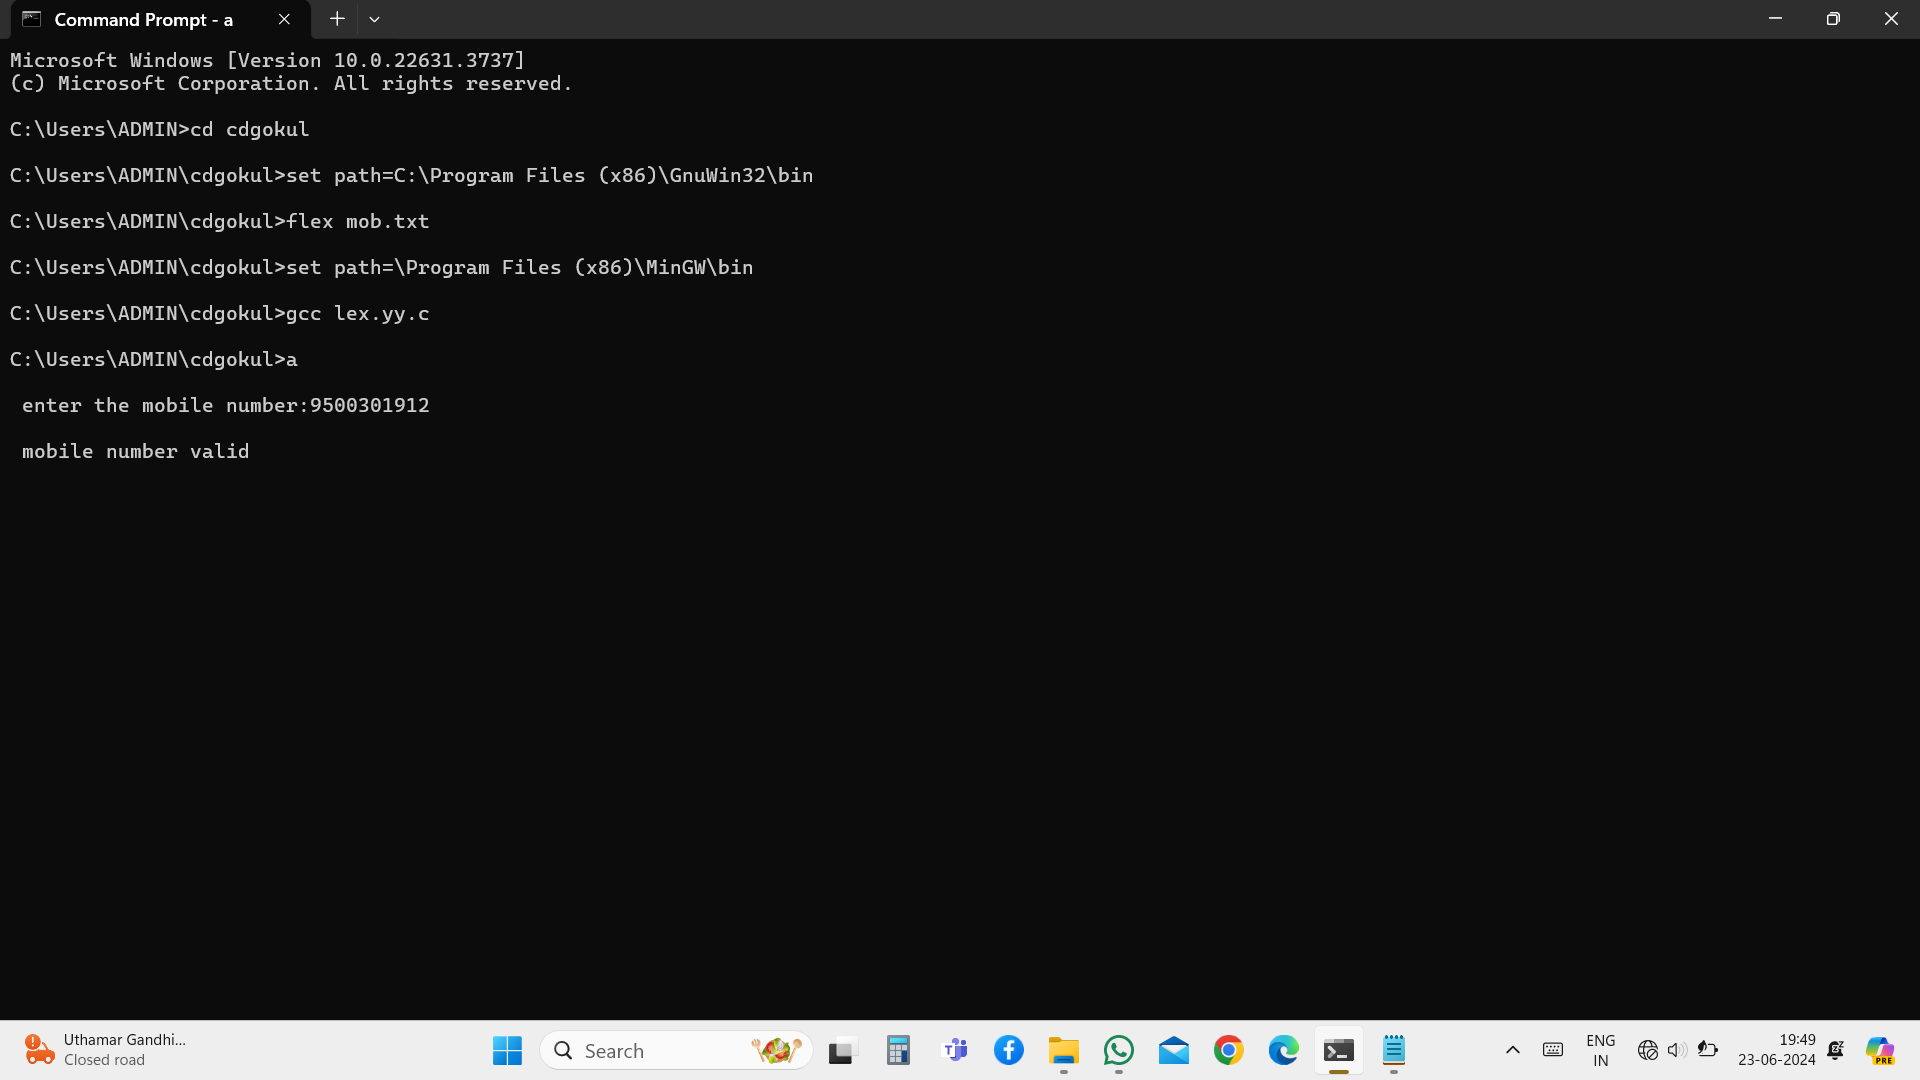 Command Prompt - a
Microsoft Windows [Version 10.0.22631.3737]
(c) Microsoft Corporation. All rights reserved.
C:\Users\ADMIN>cd cdgokul
C:\Users\ADMIN\cdgokul>set path=C:\Program Files (x86)\GnuWin32\bin
C:\Users\ADMIN\cdgokul>flex mob.txt
C:\Users\ADMIN\cdgokul>set path=\Program Files (x86)\MinGW\bin
C:\Users\ADMIN\cdgokul>gcc lex.yy.c
C:\Users\ADMIN\cdgokul>a
 enter the mobile number:9500301912
 mobile number valid
Uthamar Gandhi...
Closed road
Search
ENG
IN
19:49
23-06-2024
PRE